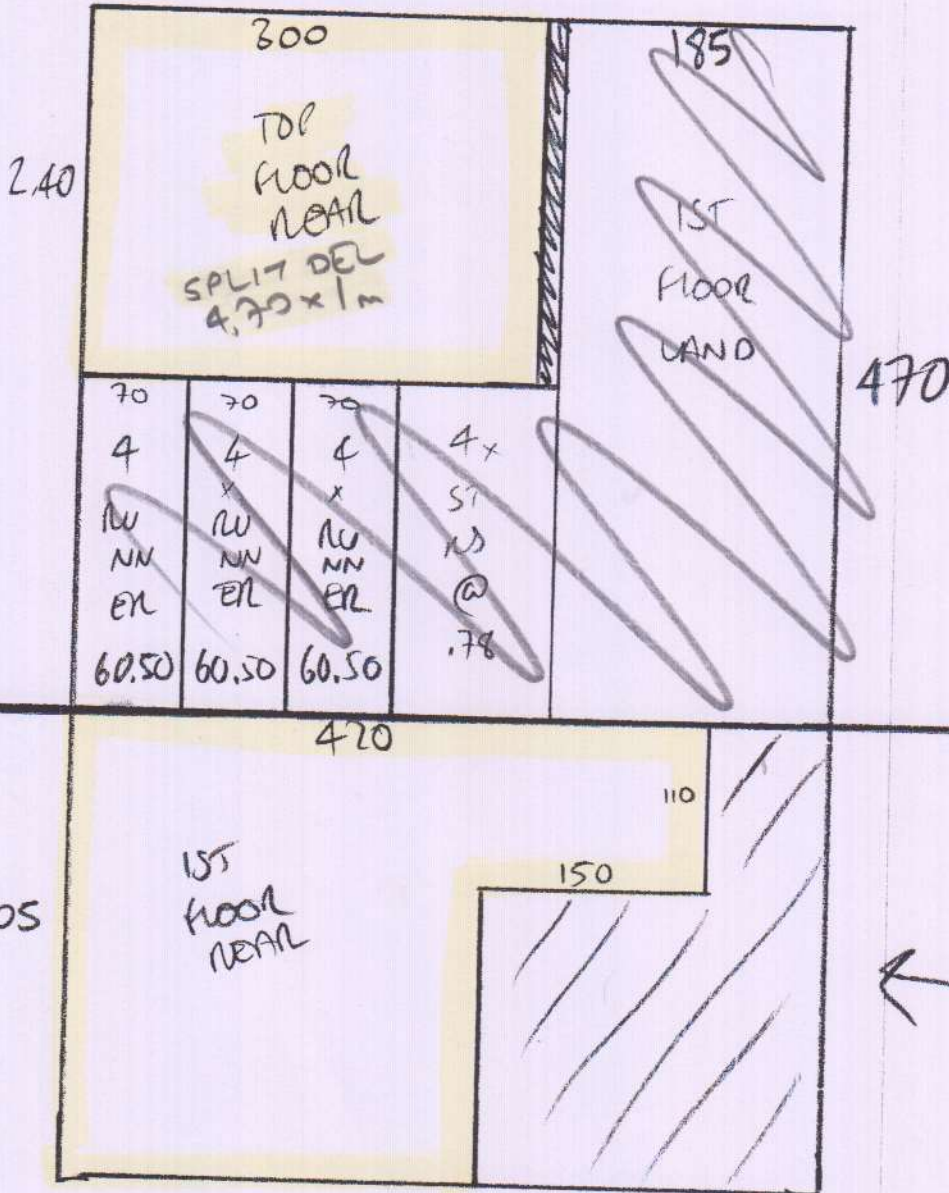 300
185
2.40
TOP
FLOOR
REAR
SPLIT DEL
4.70 x 1m
1ST
FLOOR
LAND
470
70
4
RU
NN
ER
60.50
70
4
x
RU
NN
ER
60.50
70
4
x
RU
NN
ER
60.50
4x
ST
NS
@
.78
420
110
150
05
1ST
FLOOR
REAR